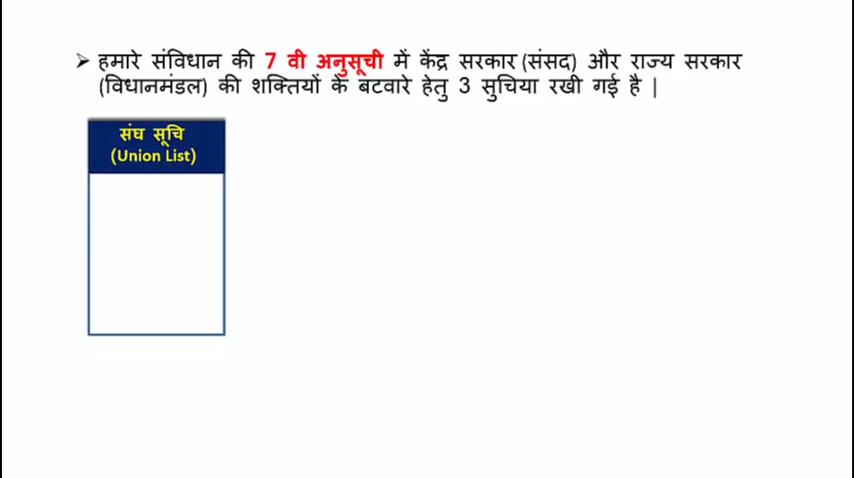 ➢ हमारे संविधान की 7 वी अनुसूची में केंद्र सरकार (संसद) और राज्य सरकार
(विधानमंडल) की शक्तियों के बटवारे हेतु 3 सुचिया रखी गई है |
संघ सूचि
(Union List)